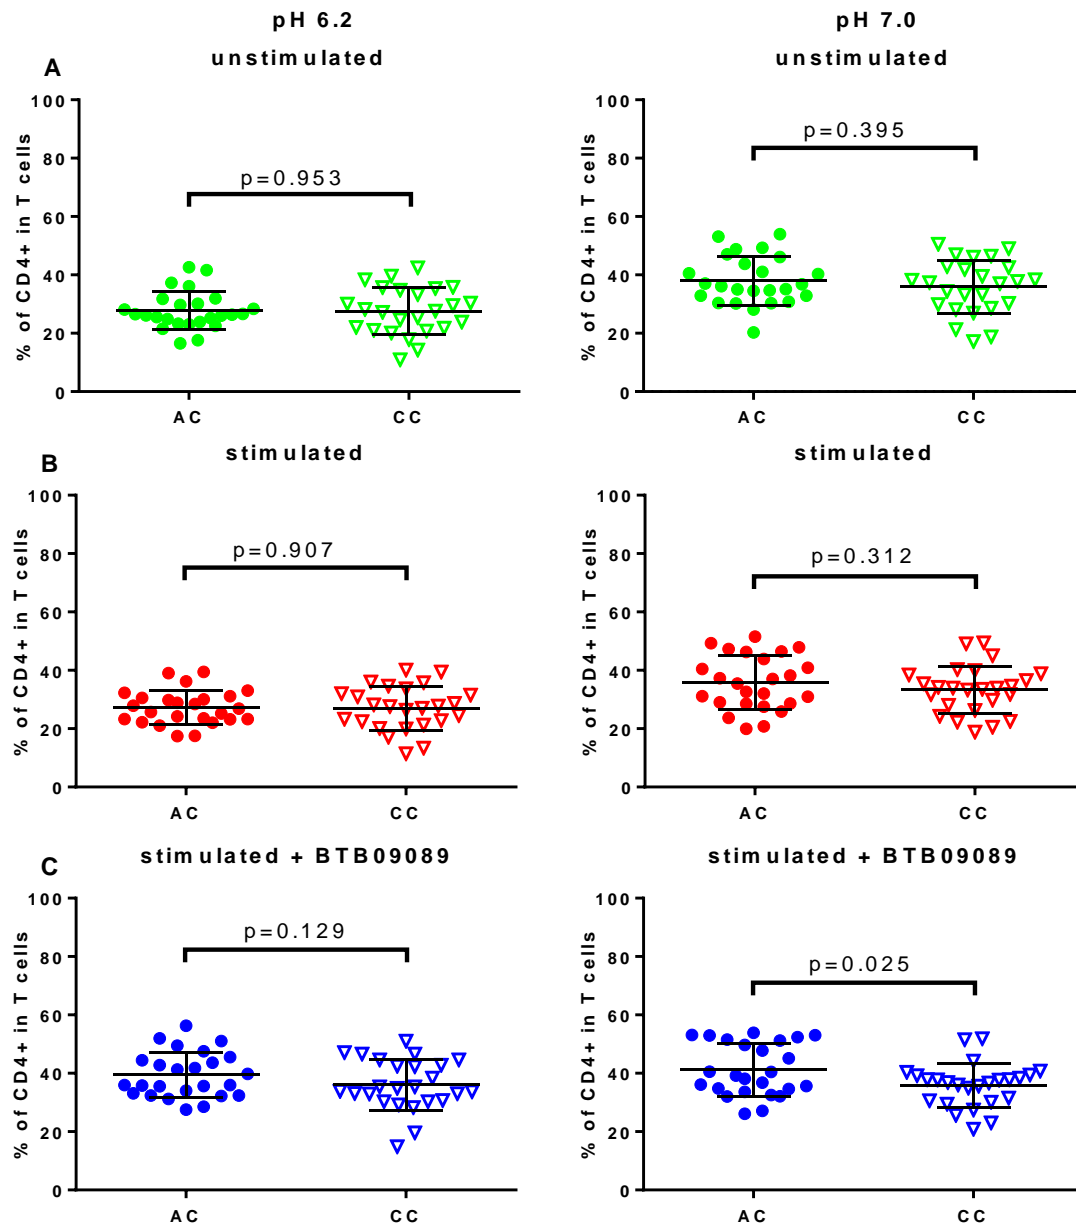 pH 6.2
pH 7.0
A
unstimulated
unstimulated
% of CD4+ in T cells
100
80
60
40
20
0
p=0.953
AC
CC
% of CD4+ in T cells
100
80
60
40
20
0
p=0.395
AC
CC
B
stimulated
stimulated
% of CD4+ in T cells
100
80
60
40
20
0
p=0.907
AC
CC
% of CD4+ in T cells
100
80
60
40
20
0
p=0.312
AC
CC
C
stimulated + BTB09089
stimulated + BTB09089
% of CD4+ in T cells
100
80
60
40
20
0
p=0.129
AC
CC
% of CD4+ in T cells
100
80
60
40
20
0
p=0.025
AC
CC